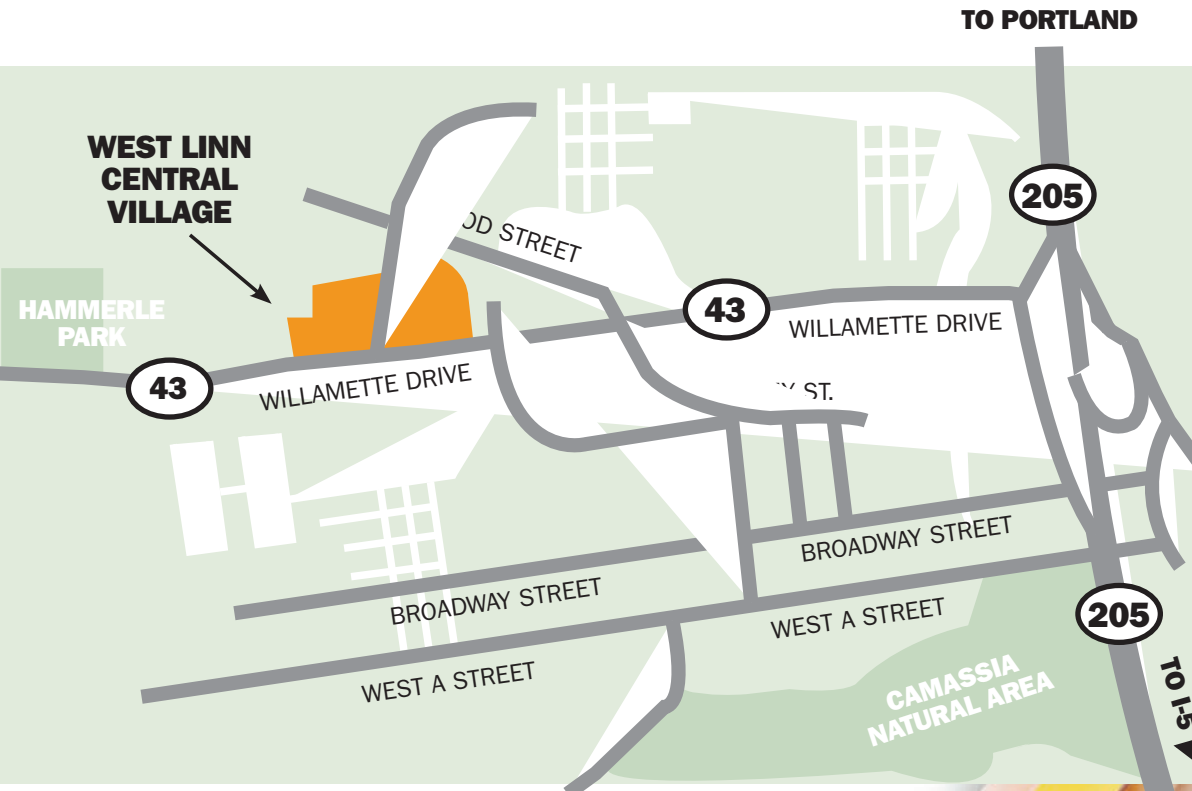 TO PORTLAND
WEST LINN
CENTRAL
VILLAGE
205
STREET
HAMMERLE
PARK
43
WILLAMETTE DRIVE
43
WILLAMETTE DRIVE
ST.
BROADWAY STREET
BROADWAY STREET
205
WEST A STREET
WEST A STREET
CAMASSIA
NATURAL AREA
TO I-5